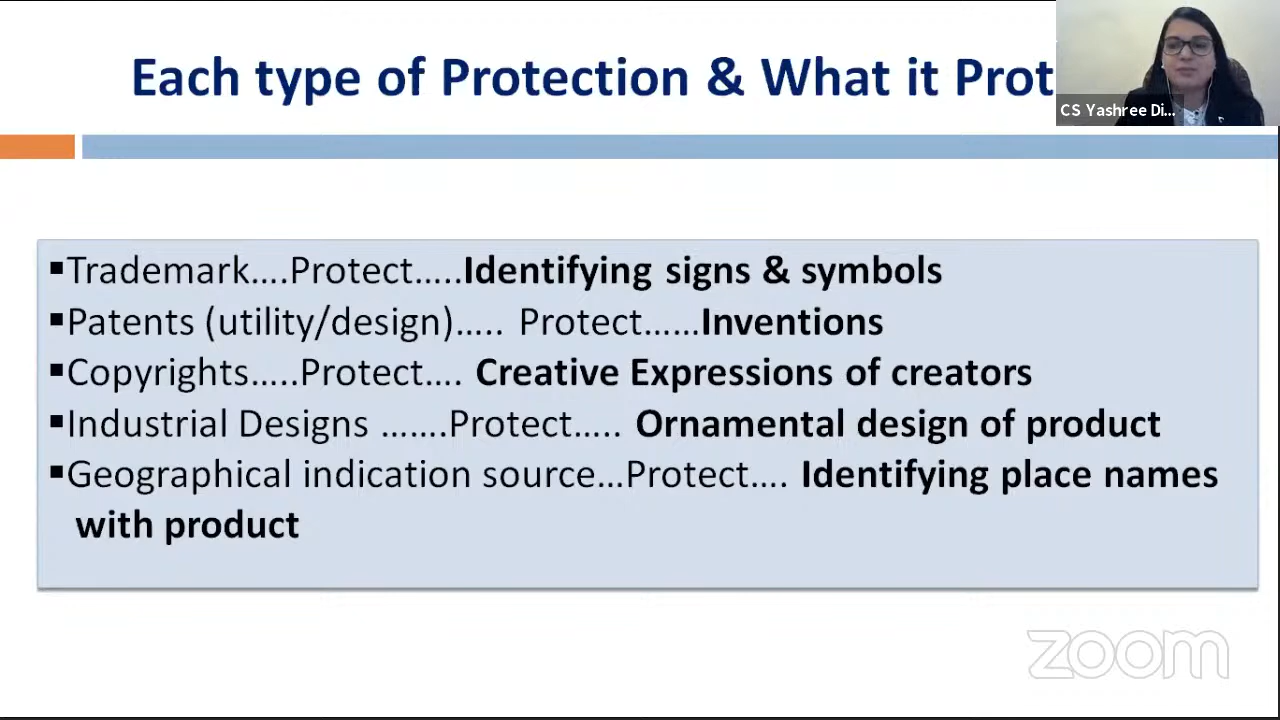 Each type of Protection & What it Prot
CS Yashree Di...
▪Trademark....Protect.....Identifying signs & symbols
▪Patents (utility/design)..... Protect......Inventions
▪Copyrights.....Protect.... Creative Expressions of creators
▪Industrial Designs .......Protect..... Ornamental design of product
▪Geographical indication source...Protect.... Identifying place names
with product
zoom